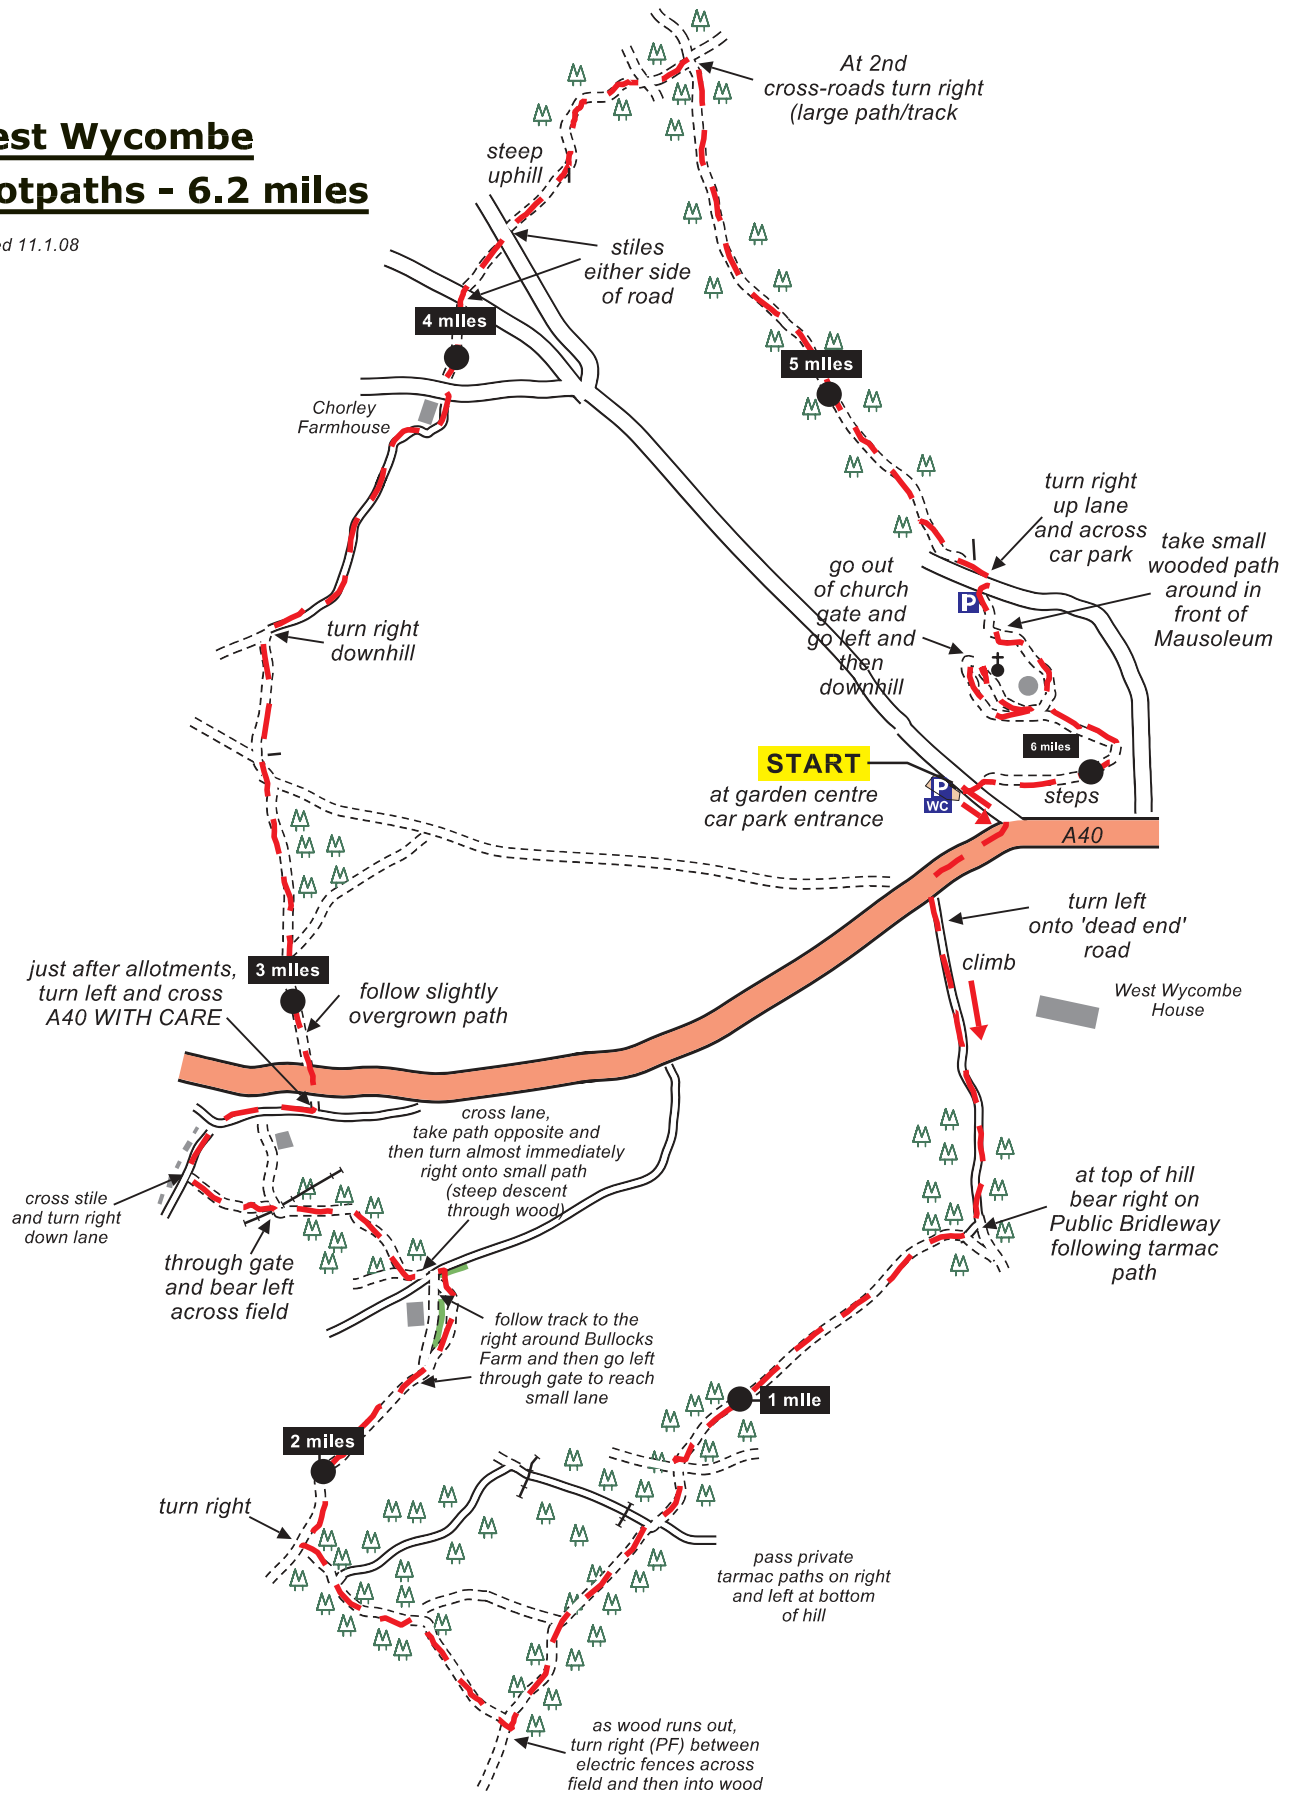 est Wycombe
otpaths - 6.2 miles
ed 11.1.08
At 2nd
cross-roads turn right
(large path/track
steep
uphill
stiles
either side
of road
4 miles
5 miles
Chorley
Farmhouse
turn right
up lane
and across
car park
take small
wooded path
around in
front of
Mausoleum
go out
of church
gate and
go left and
then
downhill
P
turn right
downhill
6 miles
START
at garden centre
car park entrance
P
WC
steps
A40
turn left
onto 'dead end'
road
climb
West Wycombe
House
just after allotments,
turn left and cross
A40 WITH CARE
3 miles
follow slightly
overgrown path
cross lane,
take path opposite and
then turn almost immediately
right onto small path
(steep descent
through wood)
cross stile
and turn right
down lane
at top of hill
bear right on
Public Bridleway
following tarmac
path
through gate
and bear left
across field
follow track to the
right around Bullocks
Farm and then go left
through gate to reach
small lane
1 mile
2 miles
turn right
pass private
tarmac paths on right
and left at bottom
of hill
as wood runs out,
turn right (PF) between
electric fences across
field and then into wood